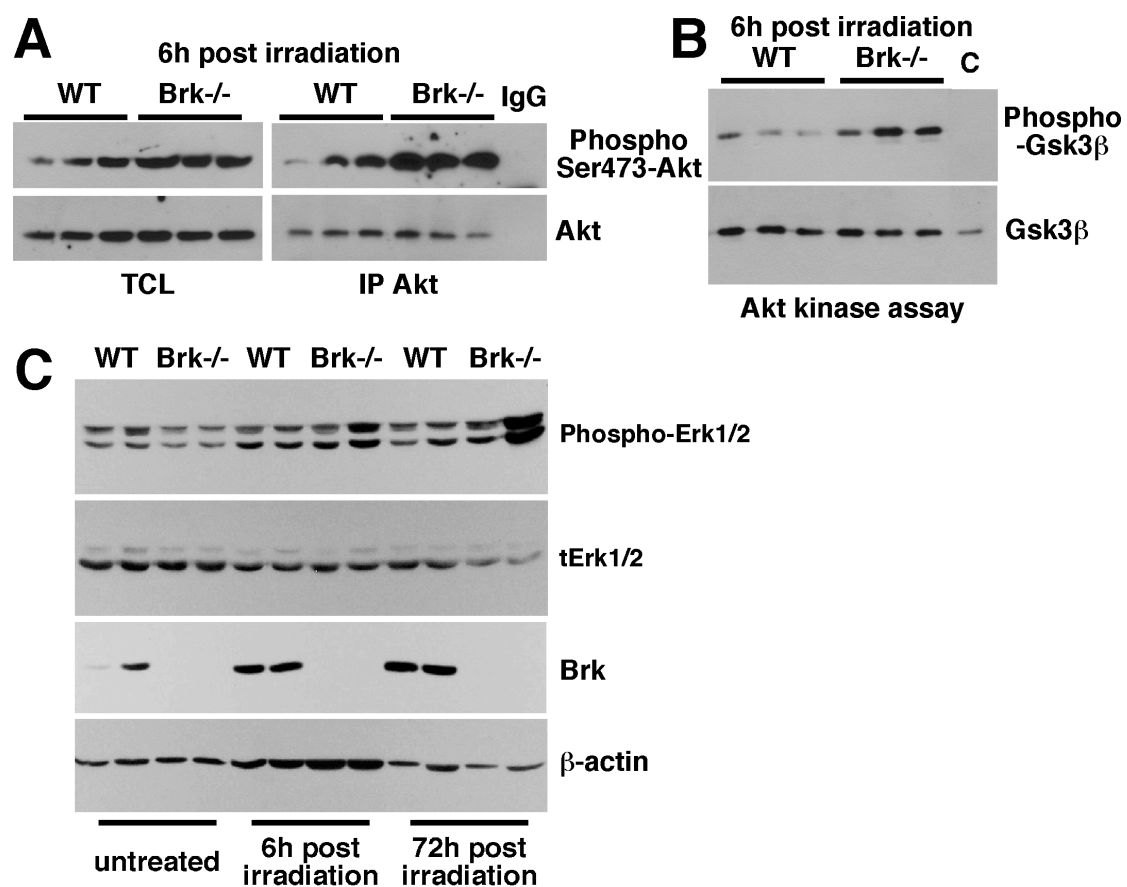 A
6h post irradiation
WT Brk-/- WT Brk-/- IgG
Phospho
Ser473-Akt
Akt
TCL IP Akt
B
6h post irradiation
WT Brk-/- C
Phospho
-Gsk3β
Gsk3β
Akt kinase assay
C
WT Brk-/- WT Brk-/- WT Brk-/-
Phospho-Erk1/2
tErk1/2
Brk
β-actin
untreated
6h post
irradiation
72h post
irradiation